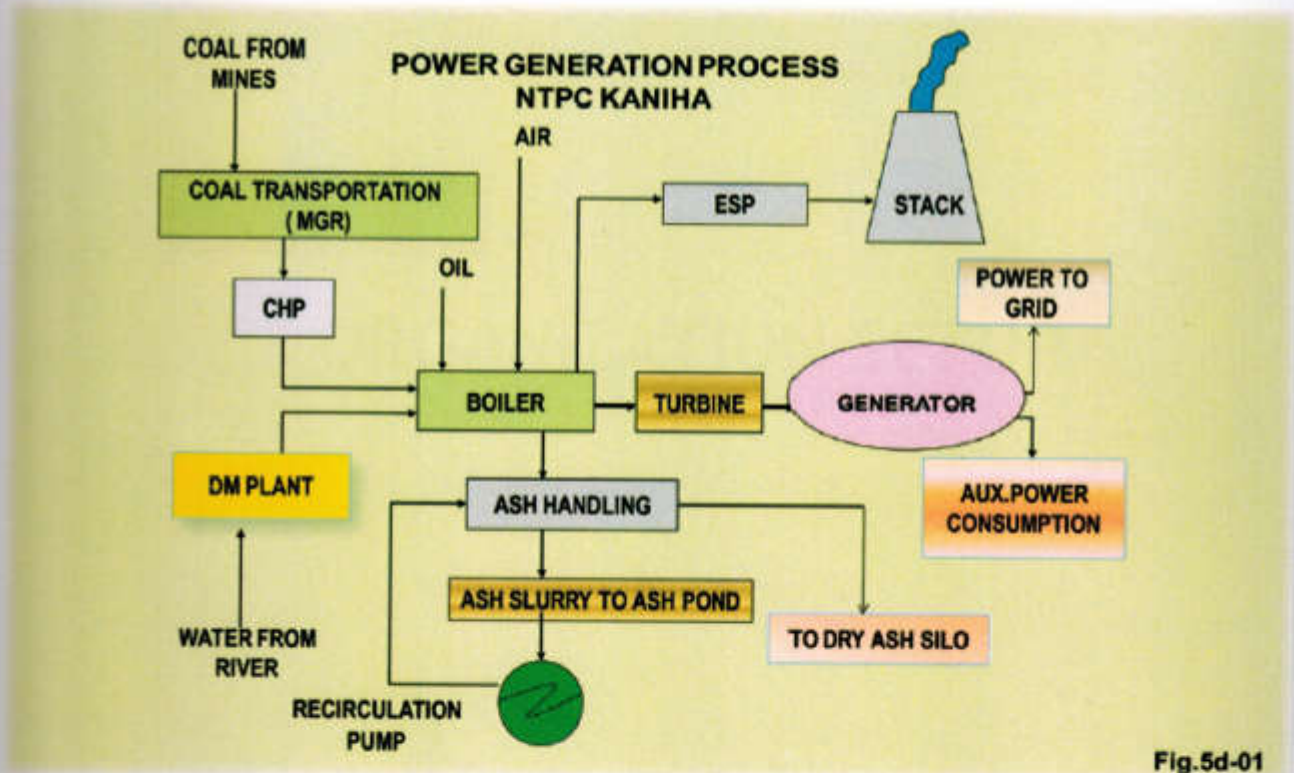 COAL FROM
MINES
POWER GENERATION PROCESS
NTPC KANIHA
AIR
COAL TRANSPORTATION
( MGR)
ESP
STACK
OIL
CHP
POWER TO
GRID
BOILER
TURBINE
GENERATOR
DM PLANT
ASH HANDLING
AUX.POWER
CONSUMPTION
ASH SLURRY TO ASH POND
TO DRY ASH SILO
WATER FROM
RIVER
RECIRCULATION
PUMP
Fig.5d-01